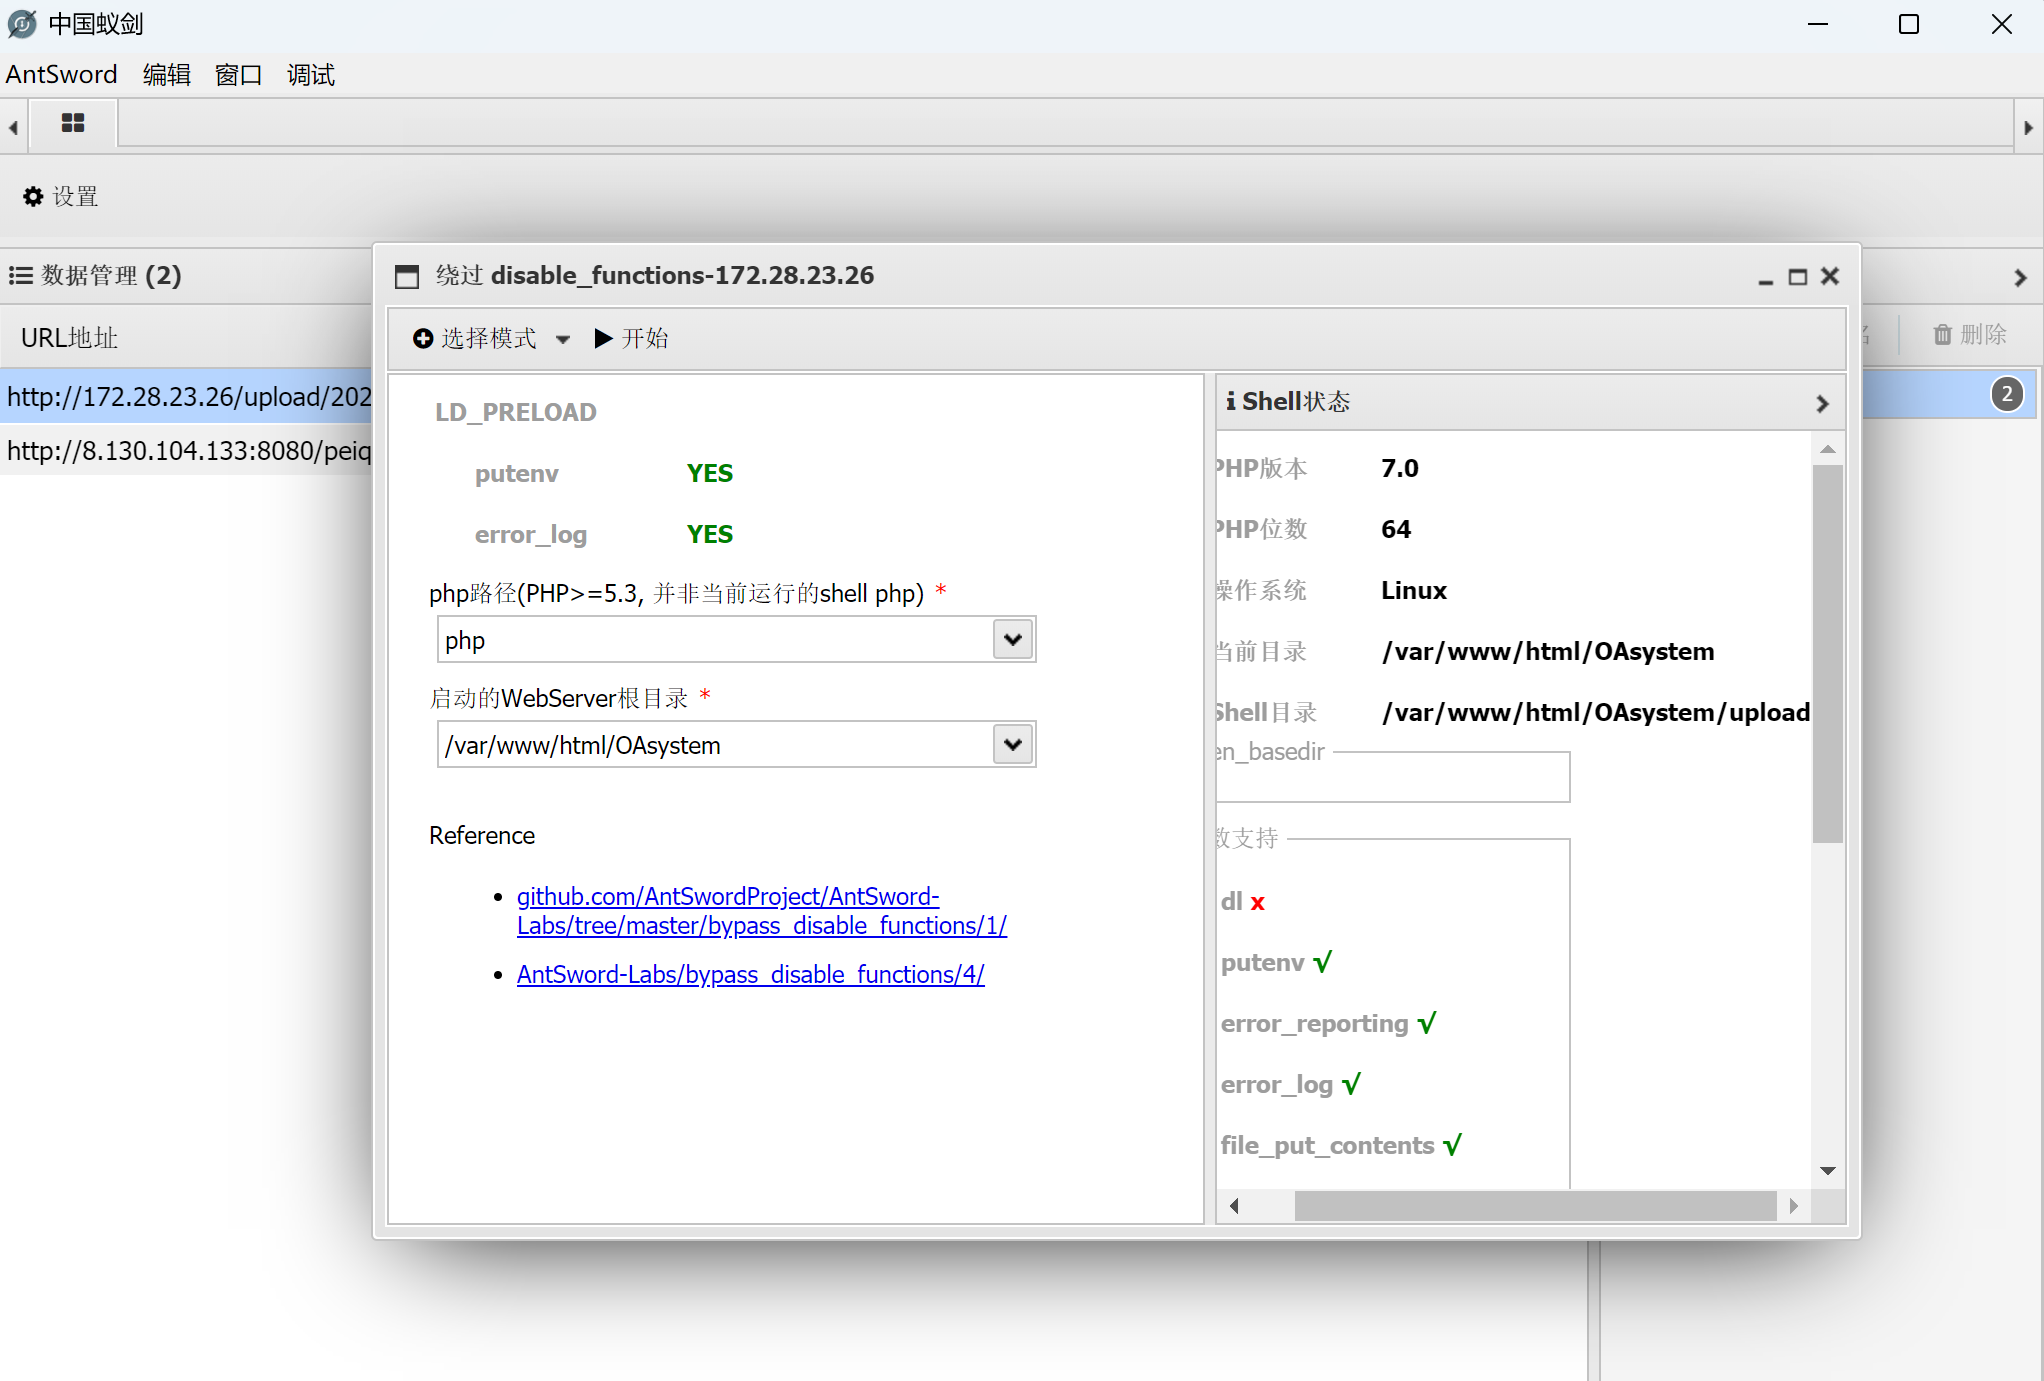 中国蚁剑
AntSword 编辑 窗口 调试
设置
数据管理 (2)
URL地址
http://172.28.23.26/upload/202
http://8.130.104.133:8080/peiq
删除
2
绕过 disable_functions-172.28.23.26
选择模式 开始
LD_PRELOAD
putenv YES
error_log YES
php路径(PHP>=5.3, 并非当前运行的shell php) *
php
启动的WebServer根目录 *
/var/www/html/OAsystem
Reference
github.com/AntSwordProject/AntSword-
Labs/tree/master/bypass_disable_functions/1/
AntSword-Labs/bypass_disable_functions/4/
Shell状态
PHP版本 7.0
PHP位数 64
操作系统 Linux
当前目录 /var/www/html/OAsystem
Shell目录 /var/www/html/OAsystem/upload
en_basedir
数支持
dl x
putenv √
error_reporting √
error_log √
file_put_contents √